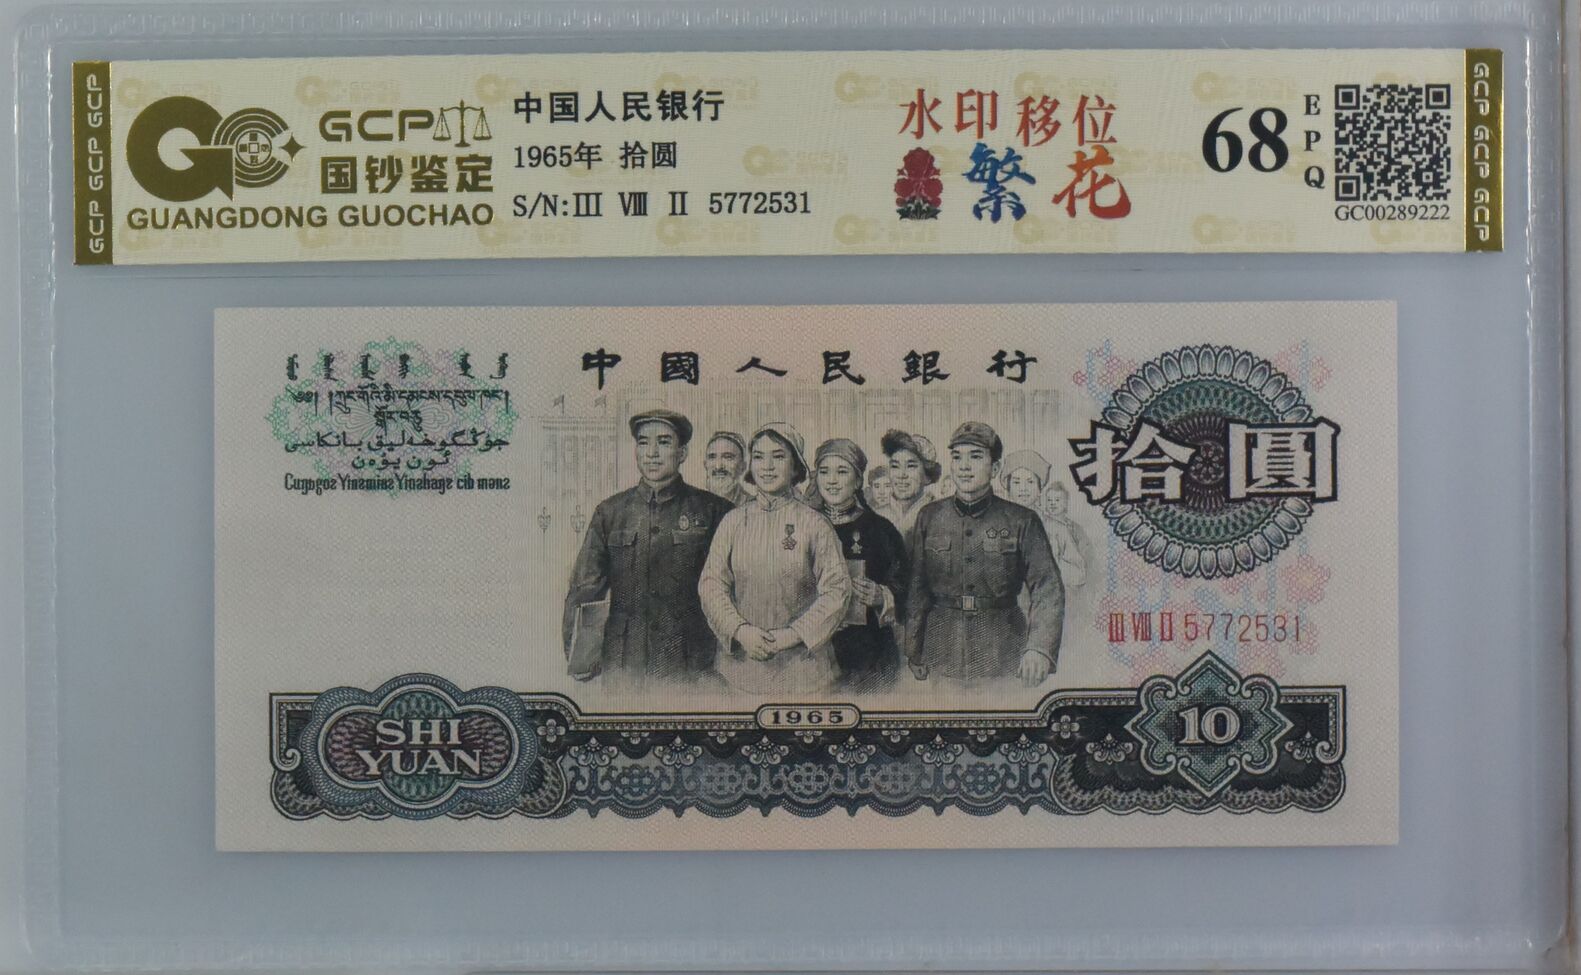 GCP GCP GCP
GCP
国钞鉴定
GUANGDONG GUOCHAO
中国人民银行
1965年 拾圆
S/N:Ⅲ Ⅷ Ⅱ 5772531
水印移位
繁花
68
EPQ
GC00289222
GCP GCP GCP
中國人民銀行
拾圓
Ⅲ Ⅷ Ⅱ 5772531
1965
SHI
YUAN
10